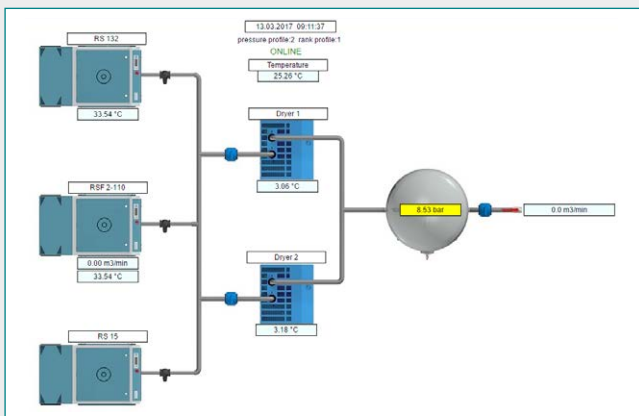 13.03.2017 09:11:37
pressure profile:2 rank profile:1
ONLINE
Temperature
25.26 °C
RS 132
33.54 °C
RSF 2-110
0.00 m3/min
33.54 °C
RS 15
Dryer 1
3.86 °C
Dryer 2
3.18 °C
8.53 bar
0.0 m3/min